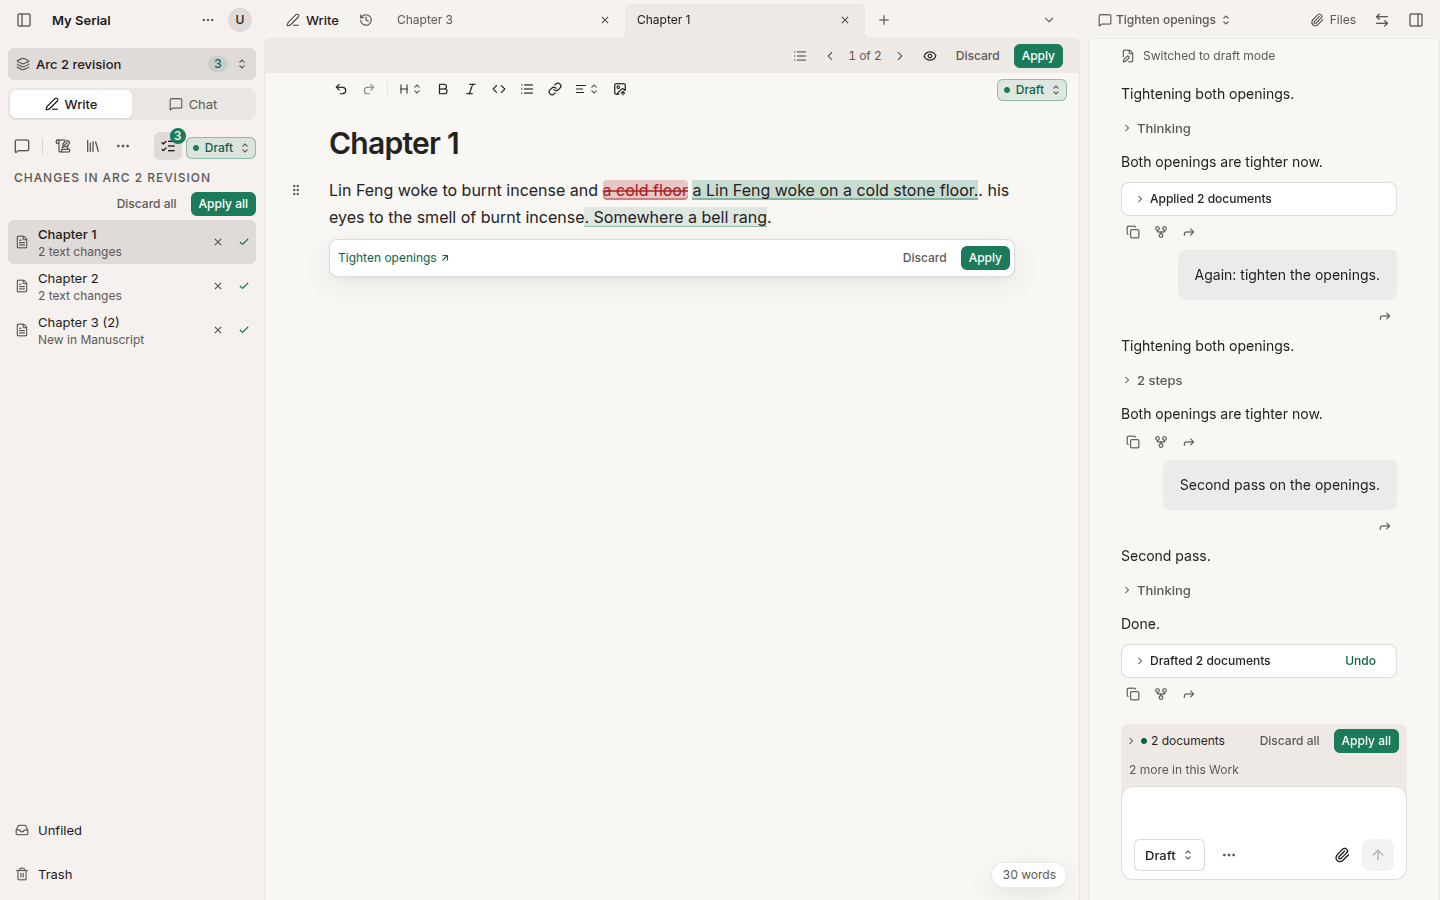 My Serial
U
Write
Chapter 3
Chapter 1
Tighten openings
Files
Arc 2 revision
3
Write
Chat
3
Draft
CHANGES IN ARC 2 REVISION
Discard all
Apply all
Chapter 1
2 text changes
Chapter 2
2 text changes
Chapter 3 (2)
New in Manuscript
Unfiled
Trash
1 of 2
Discard
Apply
H
B
I
Draft
Chapter 1
Lin Feng woke to burnt incense and a cold floor a Lin Feng woke on a cold stone floor.. his
eyes to the smell of burnt incense. Somewhere a bell rang.
Tighten openings
Discard
Apply
30 words
Switched to draft mode
Tightening both openings.
Thinking
Both openings are tighter now.
Applied 2 documents
Again: tighten the openings.
Tightening both openings.
2 steps
Both openings are tighter now.
Second pass on the openings.
Second pass.
Thinking
Done.
Drafted 2 documents
Undo
2 documents
Discard all
Apply all
2 more in this Work
Draft